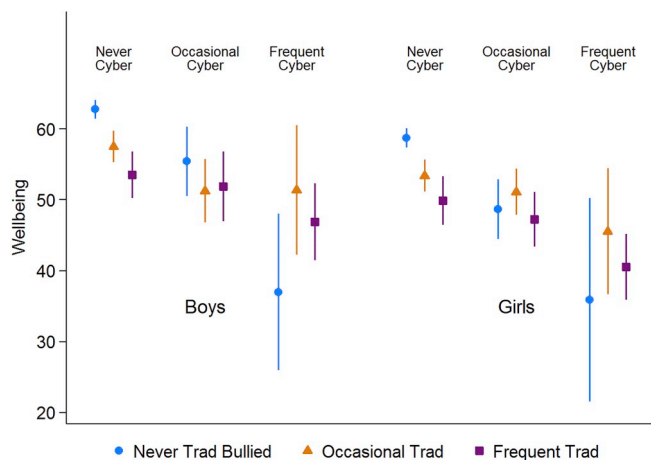 Never Cyber
Occasional Cyber
Frequent Cyber
Never Cyber
Occasional Cyber
Frequent Cyber
60
50
40
30
20
Wellbeing
Boys
Girls
Never Trad Bullied
Occasional Trad
Frequent Trad